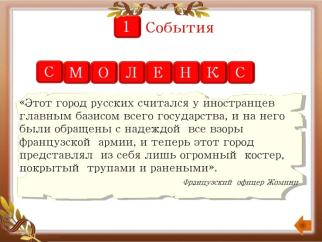 1 События
СМОЛЕНКС
«Этот город русских считался у иностранцев
главным базисом всего государства, и на него
были обращены с надеждой все взоры
французской армии, и теперь этот город
представлял из себя лишь огромный костер,
покрытый трупами и ранеными».
Французский офицер Жомини